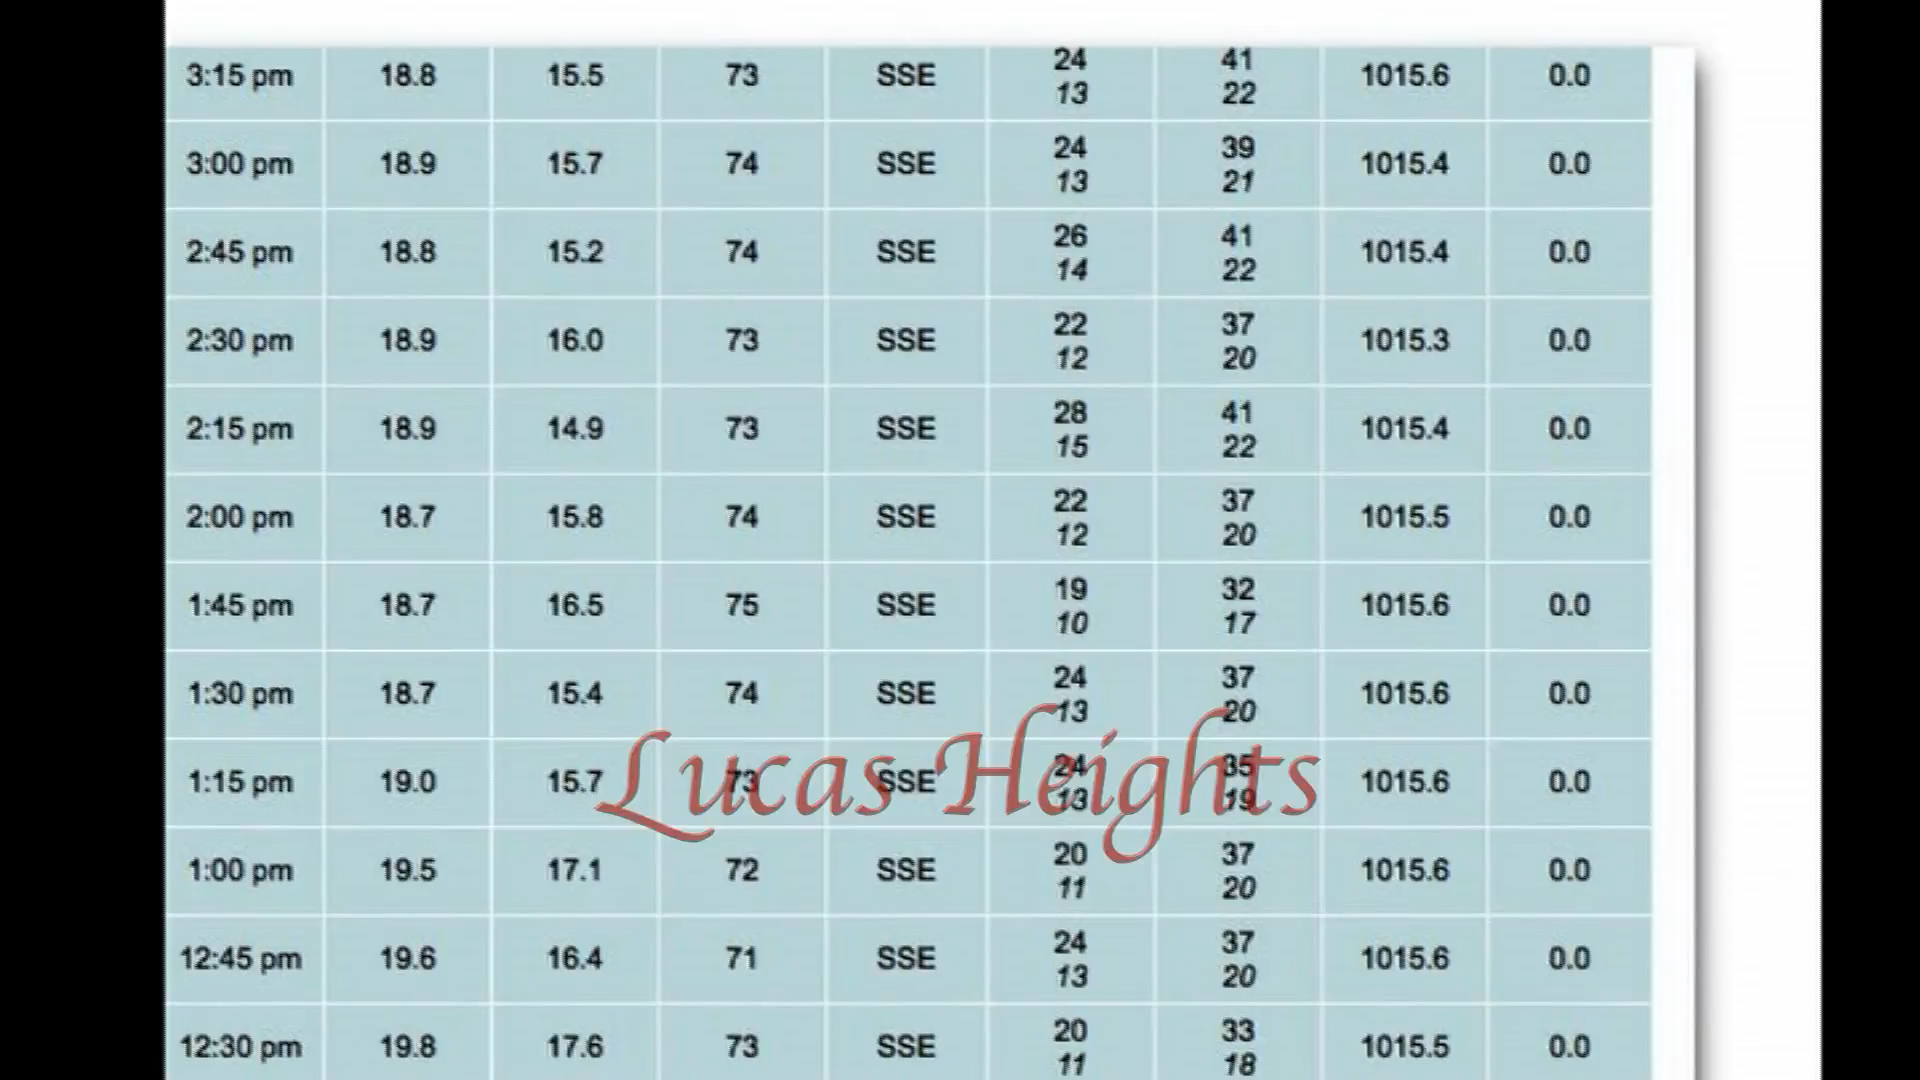 3:15 pm 18.8 15.5 73 SSE 24 13 41 22 1015.6 0.0
3:00 pm 18.9 15.7 74 SSE 24 13 39 21 1015.4 0.0
2:45 pm 18.8 15.2 74 SSE 26 14 41 22 1015.4 0.0
2:30 pm 18.9 16.0 73 SSE 22 12 37 20 1015.3 0.0
2:15 pm 18.9 14.9 73 SSE 28 15 41 22 1015.4 0.0
2:00 pm 18.7 15.8 74 SSE 22 12 37 20 1015.5 0.0
1:45 pm 18.7 16.5 75 SSE 19 10 32 17 1015.6 0.0
1:30 pm 18.7 15.4 74 SSE 24 13 37 20 1015.6 0.0
1:15 pm 19.0 15.7 73 SSE 24 13 35 19 1015.6 0.0
Lucas Heights
1:00 pm 19.5 17.1 72 SSE 20 11 37 20 1015.6 0.0
12:45 pm 19.6 16.4 71 SSE 24 13 37 20 1015.6 0.0
12:30 pm 19.8 17.6 73 SSE 20 11 33 18 1015.5 0.0